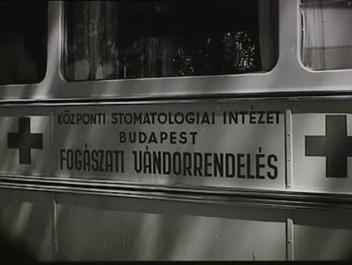 KÖZPONTI STOMATOLOGIAI INTÉZET
BUDAPEST
FOGÁSZATI VÁNDORRENDELÉS